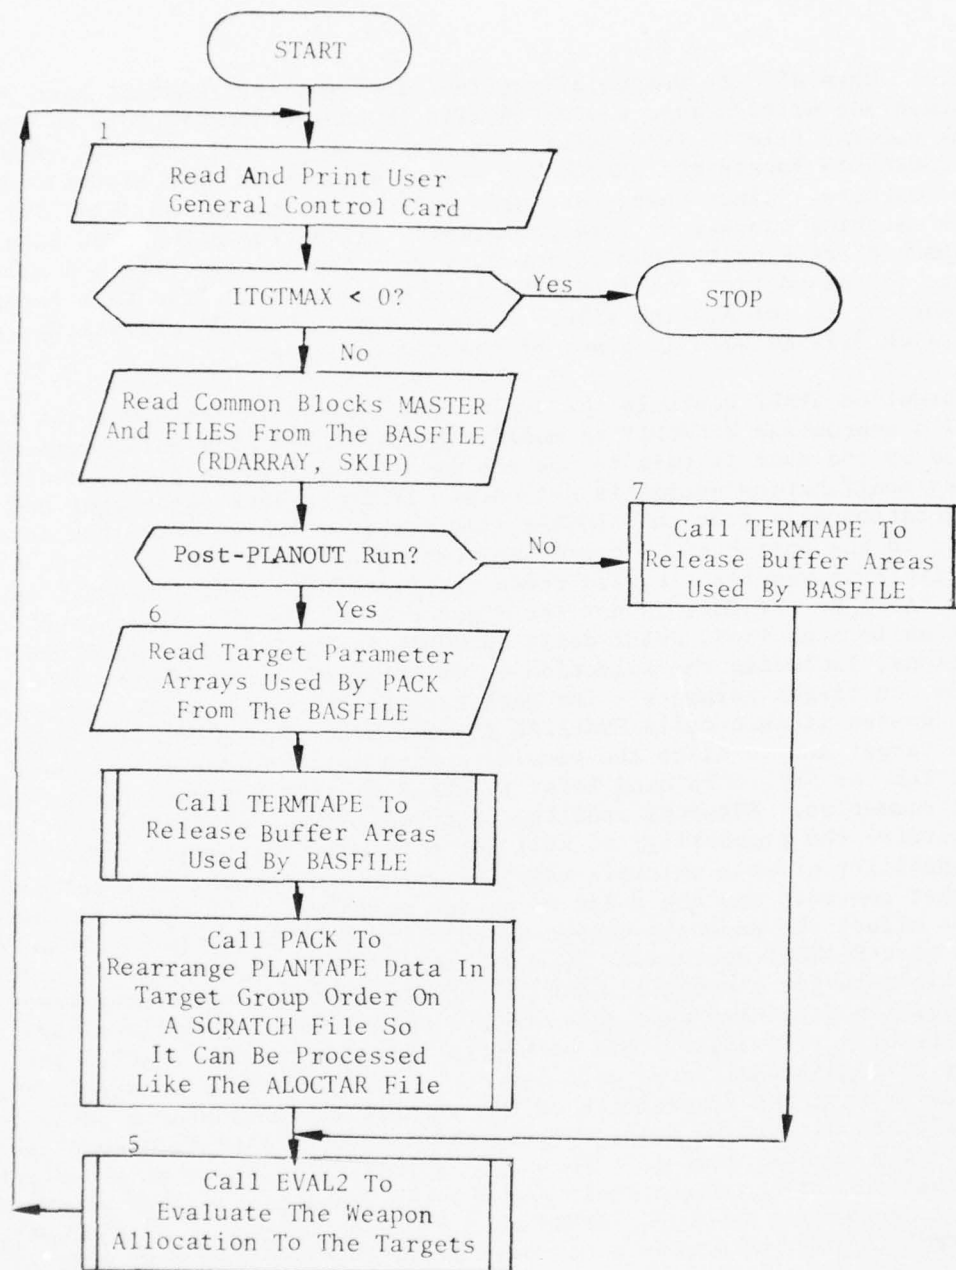 START
1
Read And Print User
General Control Card
ITGTMAX < 0?
Yes
STOP
No
Read Common Blocks MASTER
And FILES From The BASFILE
(RDARRAY, SKIP)
Post-PLANOUT Run?
No
7
Call TERMTAPE To
Release Buffer Areas
Used By BASFILE
Yes
6
Read Target Parameter
Arrays Used By PACK
From The BASFILE
Call TERMTAPE To
Release Buffer Areas
Used By BASFILE
Call PACK To
Rearrange PLANTAPE Data In
Target Group Order On
A SCRATCH File So
It Can Be Processed
Like The ALOCTAR File
5
Call EVAL2 To
Evaluate The Weapon
Allocation To The Targets